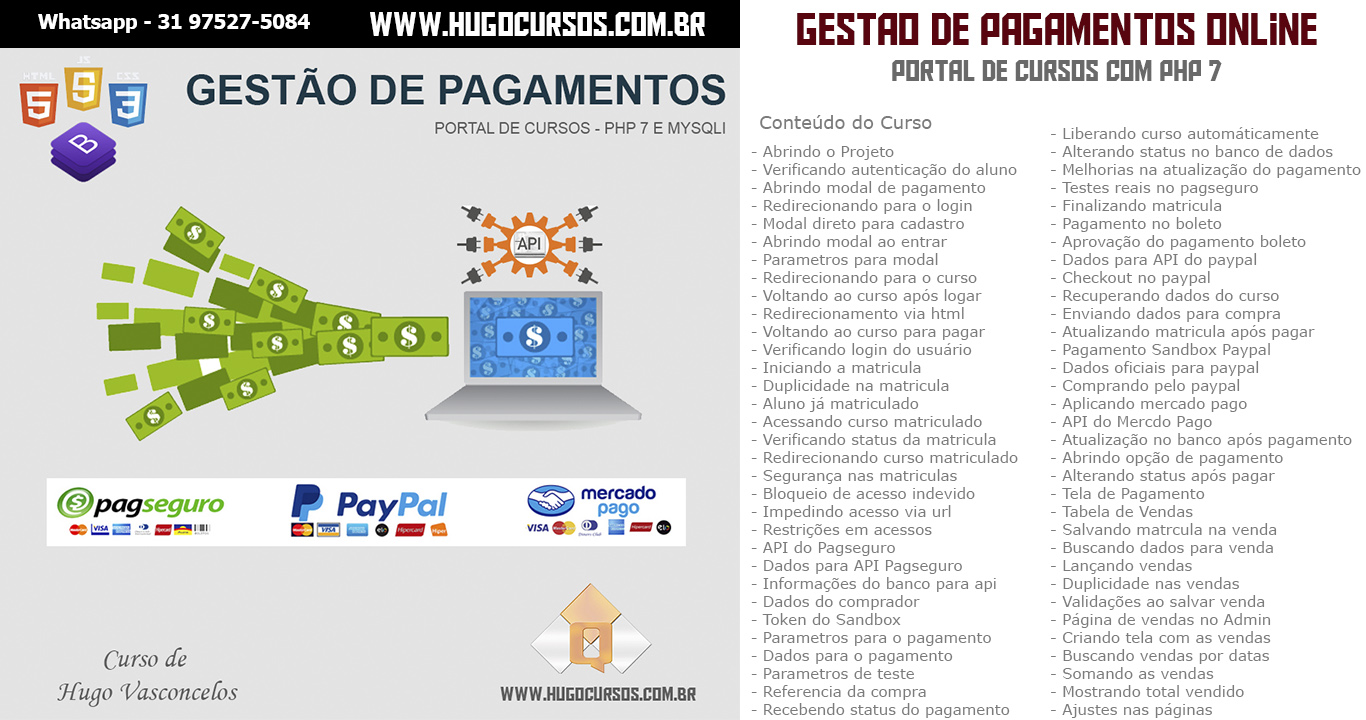 Whatsapp - 31 97527-5084
WWW.HUGOCURSOS.COM.BR
HTML
JS
CSS
5
5
3
B
GESTÃO DE PAGAMENTOS
PORTAL DE CURSOS - PHP 7 E MYSQLI
API
$
pagseguro
PayPal
mercado
pago
VISA
Curso de
Hugo Vasconcelos
WWW.HUGOCURSOS.COM.BR
GESTAO DE PAGAMENTOS ONLINE
PORTAL DE CURSOS COM PHP 7
Conteúdo do Curso
- Abrindo o Projeto
- Verificando autenticação do aluno
- Abrindo modal de pagamento
- Redirecionando para o login
- Modal direto para cadastro
- Abrindo modal ao entrar
- Parametros para modal
- Redirecionando para o curso
- Voltando ao curso após logar
- Redirecionamento via html
- Voltando ao curso para pagar
- Verificando login do usuário
- Iniciando a matricula
- Duplicidade na matricula
- Aluno já matriculado
- Acessando curso matriculado
- Verificando status da matricula
- Redirecionando curso matriculado
- Segurança nas matriculas
- Bloqueio de acesso indevido
- Impedindo acesso via url
- Restrições em acessos
- API do Pagseguro
- Dados para API Pagseguro
- Informações do banco para api
- Dados do comprador
- Token do Sandbox
- Parametros para o pagamento
- Dados para o pagamento
- Parametros de teste
- Referencia da compra
- Recebendo status do pagamento
- Liberando curso automáticamente
- Alterando status no banco de dados
- Melhorias na atualização do pagamento
- Testes reais no pagseguro
- Finalizando matricula
- Pagamento no boleto
- Aprovação do pagamento boleto
- Dados para API do paypal
- Checkout no paypal
- Recuperando dados do curso
- Enviando dados para compra
- Atualizando matricula após pagar
- Pagamento Sandbox Paypal
- Dados oficiais para paypal
- Comprando pelo paypal
- Aplicando mercado pago
- API do Mercdo Pago
- Atualização no banco após pagamento
- Abrindo opção de pagamento
- Alterando status após pagar
- Tela de Pagamento
- Tabela de Vendas
- Salvando matrcula na venda
- Buscando dados para venda
- Lançando vendas
- Duplicidade nas vendas
- Validações ao salvar venda
- Página de vendas no Admin
- Criando tela com as vendas
- Buscando vendas por datas
- Somando as vendas
- Mostrando total vendido
- Ajustes nas páginas